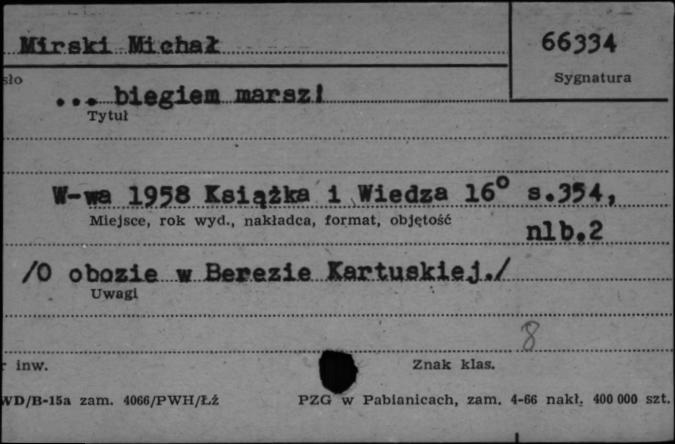 Mirski Michał
66334
Sygnatura
sło
... biegiem marsz!
Tytuł
W-wa 1958 Książka i Wiedza 16° s.354,
Miejsce, rok wyd., nakładca, format, objętość
nlb.2
/O obozie w Berezie Kartuskiej./
Uwagi
8
r inw.
Znak klas.
WD/B-15a zam. 4066/PWH/Łż PZG w Pabianicach, zam. 4-66 nakł. 400 000 szt.